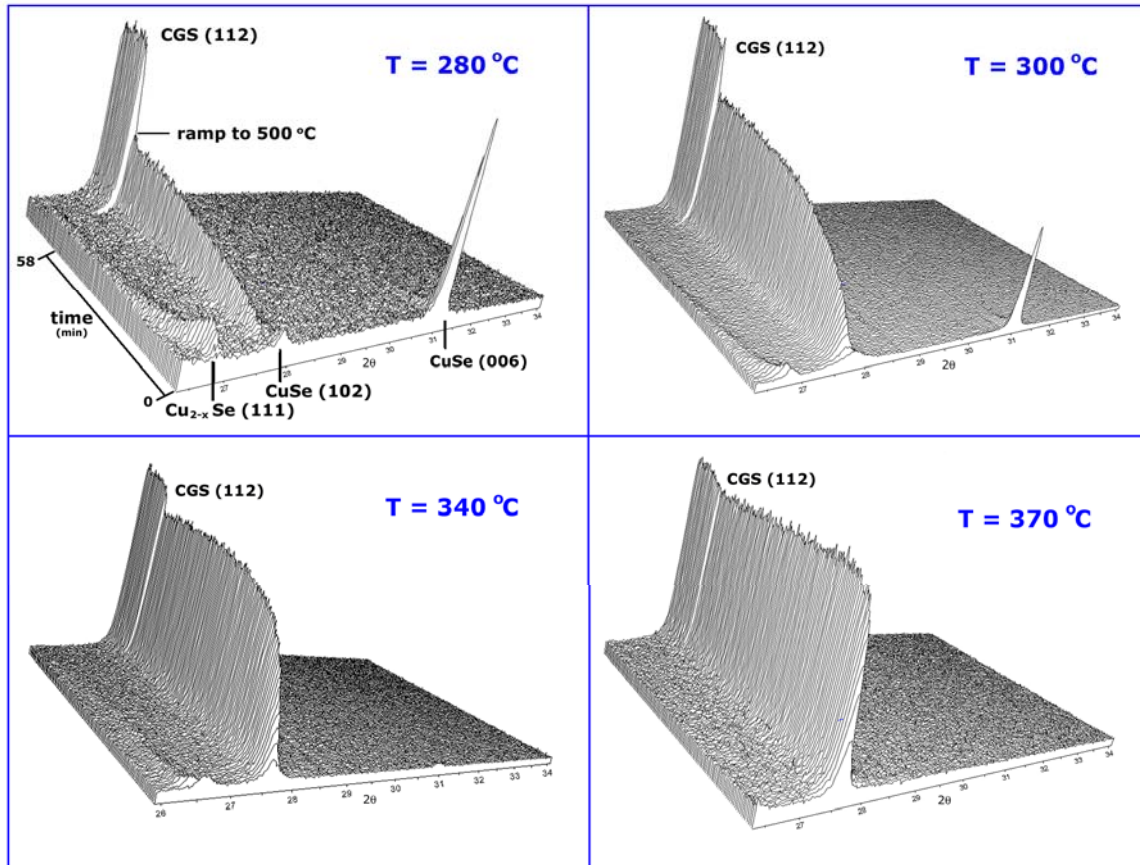 CGS (112)
T = 280 °C
ramp to 500 °C
58
time
(min)
0
27
28
29
30
31
32
33
34
2θ
CuSe (006)
CuSe (102)
Cu2-x Se (111)
CGS (112)
T = 300 °C
27
28
29
30
31
32
33
34
2θ
CGS (112)
T = 340 °C
26
27
28
29
30
31
32
33
34
2θ
CGS (112)
T = 370 °C
27
28
29
30
31
32
33
34
2θ